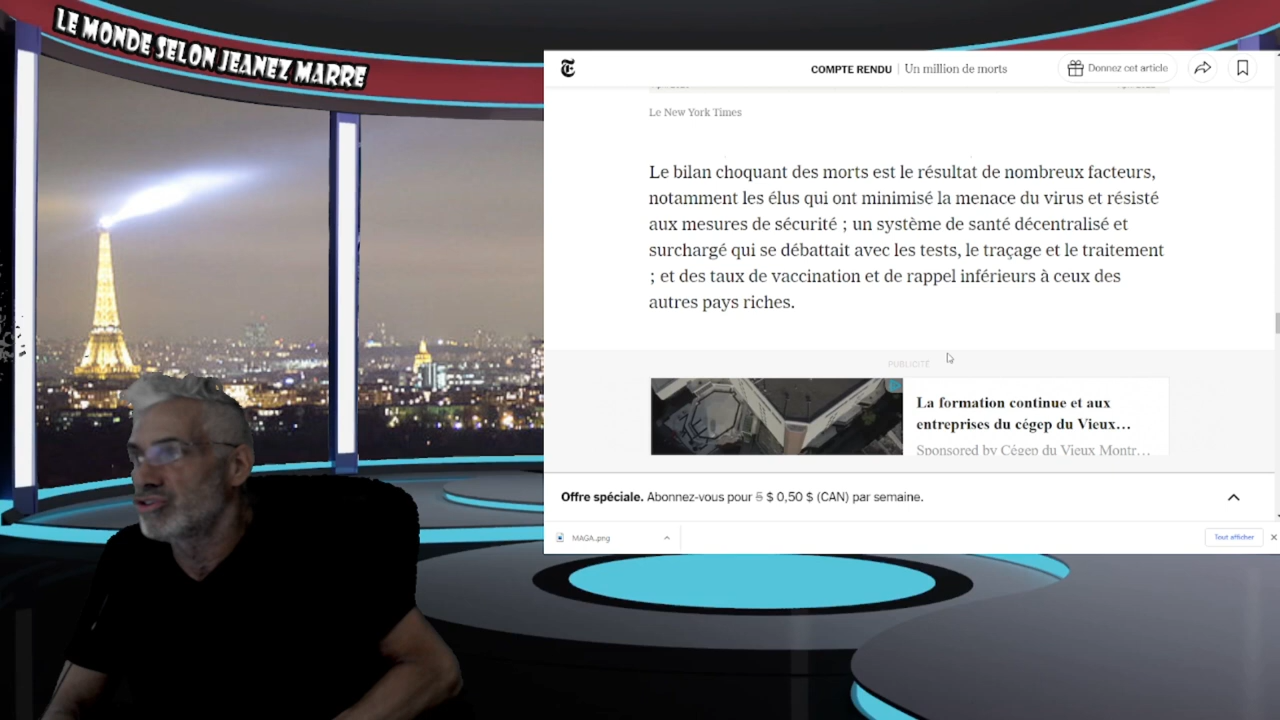 LE MONDE SELON JEANEZ MARRE
COMPTE RENDU | Un million de morts
Donnez cet article
Le New York Times
Le bilan choquant des morts est le résultat de nombreux facteurs,
notamment les élus qui ont minimisé la menace du virus et résisté
aux mesures de sécurité ; un système de santé décentralisé et
surchargé qui se débattait avec les tests, le traçage et le traitement
; et des taux de vaccination et de rappel inférieurs à ceux des
autres pays riches.
PUBLICITÉ
La formation continue et aux
entreprises du cégep du Vieux…
Sponsored by Cégep du Vieux Montr…
Offre spéciale. Abonnez-vous pour 5 $ 0,50 $ (CAN) par semaine.
MAGA.png
Tout afficher